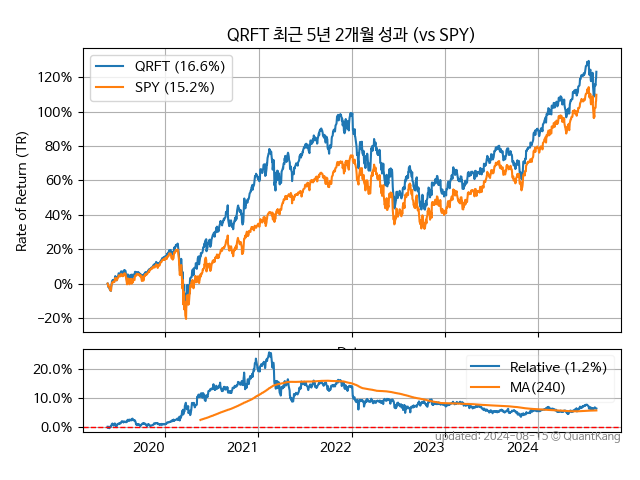 QRFT 최근 5년 2개월 성과 (vs SPY)
QRFT (16.6%)
SPY (15.2%)
Rate of Return (TR)
120%
100%
80%
60%
40%
20%
0%
−20%
Relative (1.2%)
MA(240)
20.0%
10.0%
0.0%
2020
2021
2022
2023
2024
updated: 2024-08-15 © QuantKang